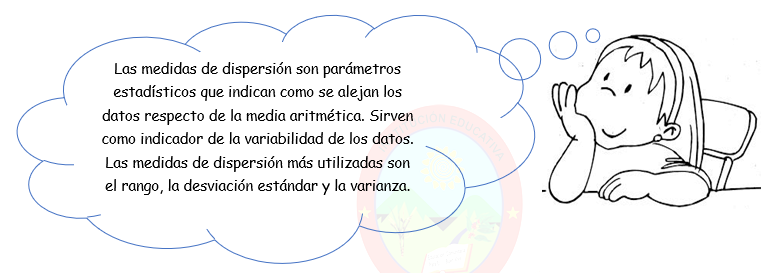 Las medidas de dispersión son parámetros
estadísticos que indican como se alejan los
datos respecto de la media aritmética. Sirven
como indicador de la variabilidad de los datos.
Las medidas de dispersión más utilizadas son
el rango, la desviación estándar y la varianza.
EDUCATIVA